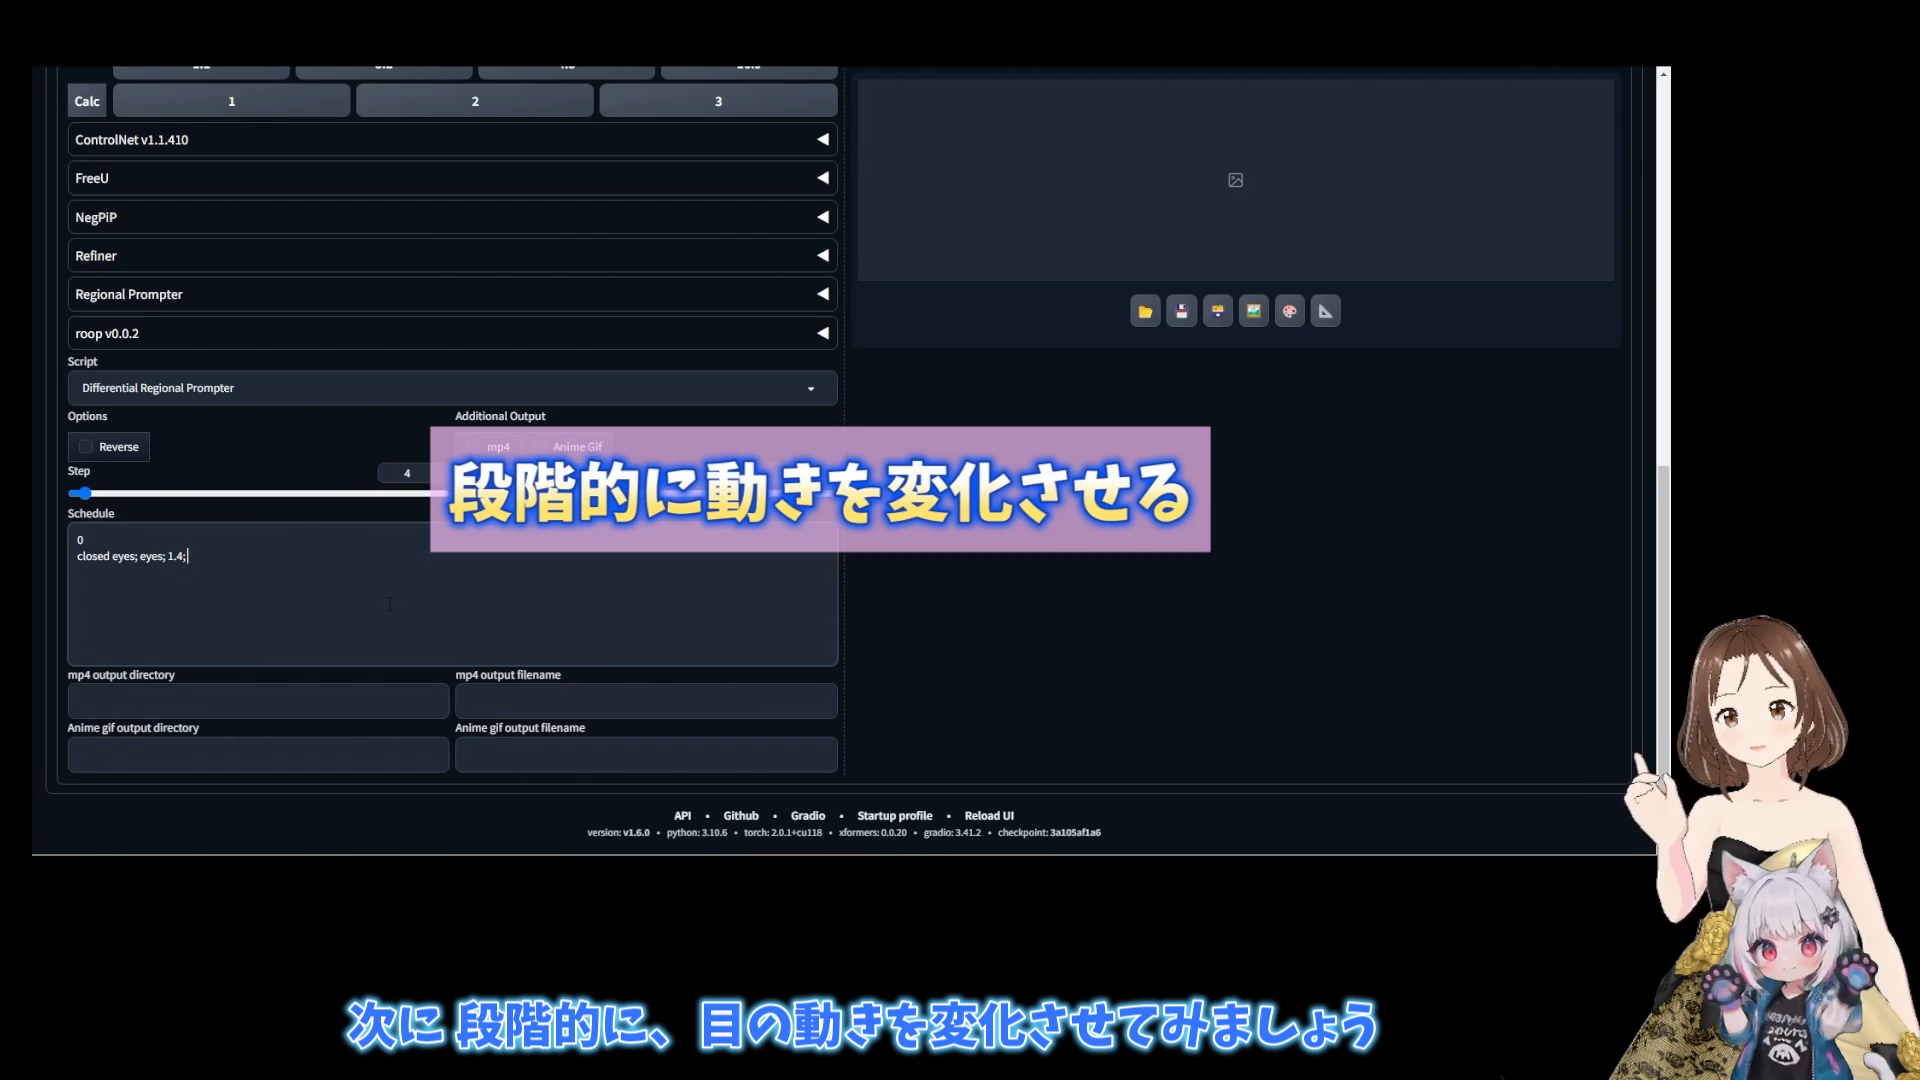 Calc
1
2
3
ControlNet v1.1.410
FreeU
NegPiP
Refiner
Regional Prompter
roop v0.0.2
Script
Differential Regional Prompter
Options
Additional Output
Reverse
mp4
Anime Gif
Step
4
段階的に動きを変化させる
Schedule
0
closed eyes; eyes; 1.4;
mp4 output directory
mp4 output filename
Anime gif output directory
Anime gif output filename
API • Github • Gradio • Startup profile • Reload UI
version: v1.6.0 • python: 3.10.6 • torch: 2.0.1+cu118 • xformers: 0.0.20 • gradio: 3.41.2 • checkpoint: 3a105af1a6
次に 段階的に、目の動きを変化させてみましょう